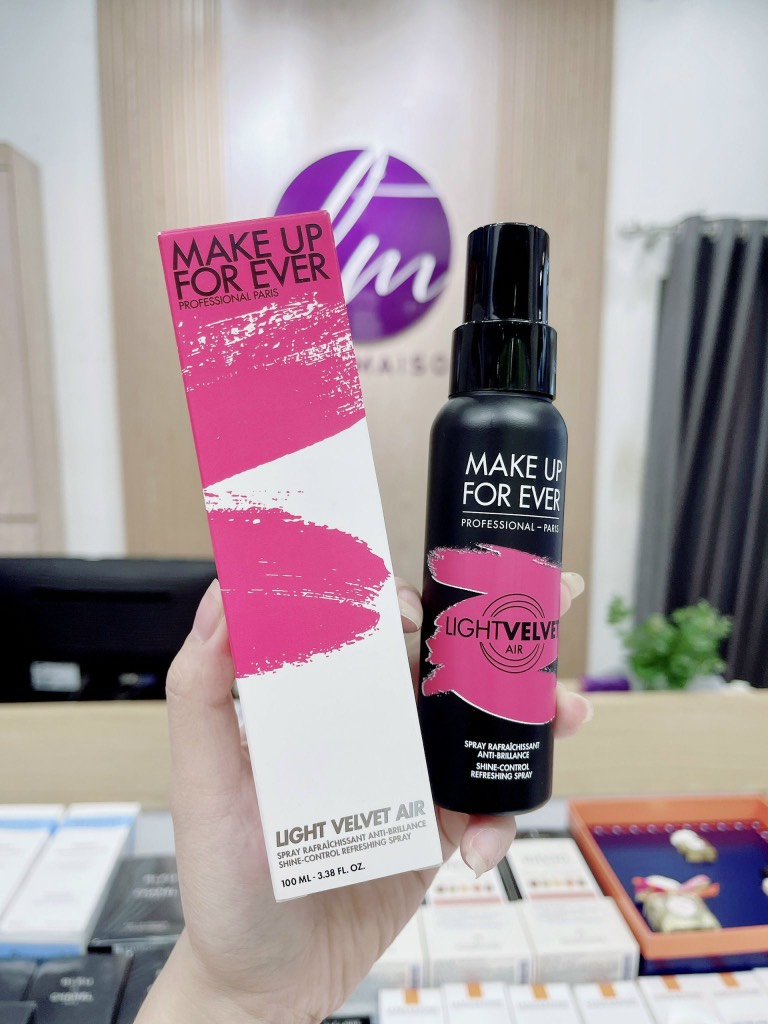 MAKE UP
FOR EVER
PROFESSIONAL PARIS
LIGHT VELVET AIR
SPRAY RAFRAÎCHISSANT ANTI-BRILLANCE
SHINE-CONTROL REFRESHING SPRAY
100 ML - 3.38 FL. OZ.
lm
MAKE UP
FOR EVER
PROFESSIONAL – PARIS
LIGHTVELVET
AIR
SPRAY RAFRAÎCHISSANT
ANTI-BRILLANCE
SHINE-CONTROL
REFRESHING SPRAY